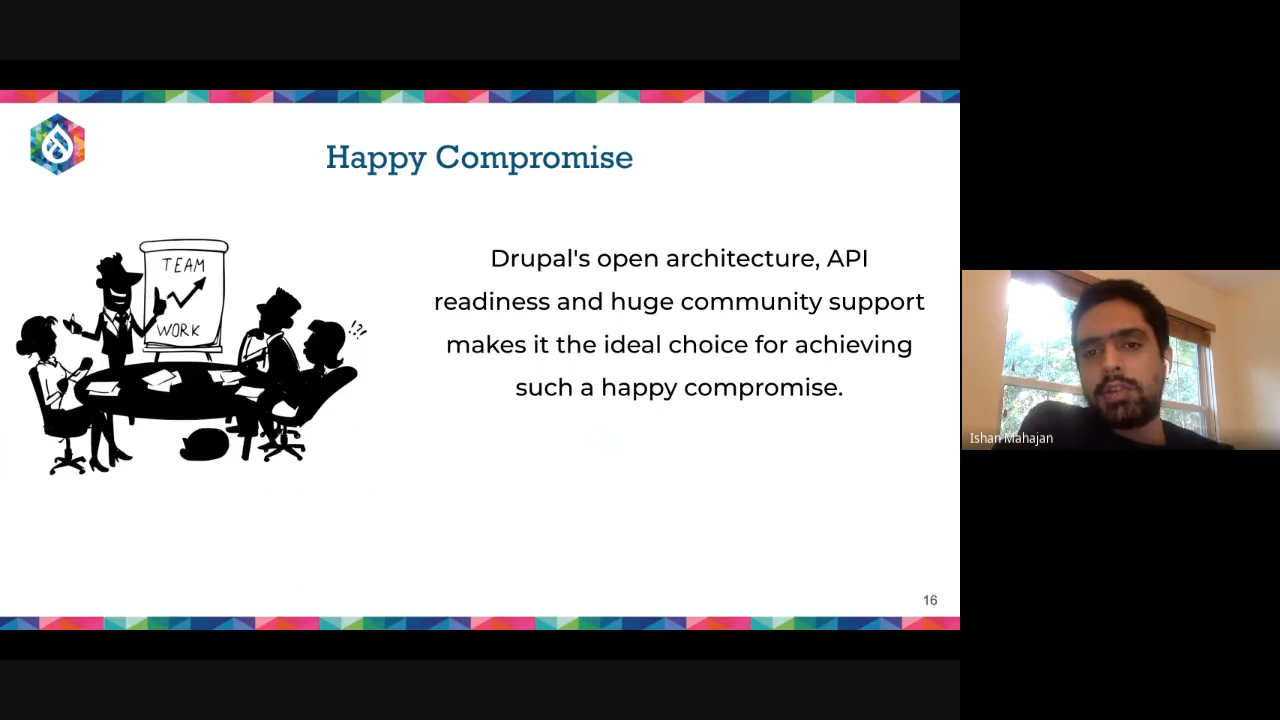 Happy Compromise
TEAM
WORK
!?!
Drupal's open architecture, API
readiness and huge community support
makes it the ideal choice for achieving
such a happy compromise.
16
Ishan Mahajan